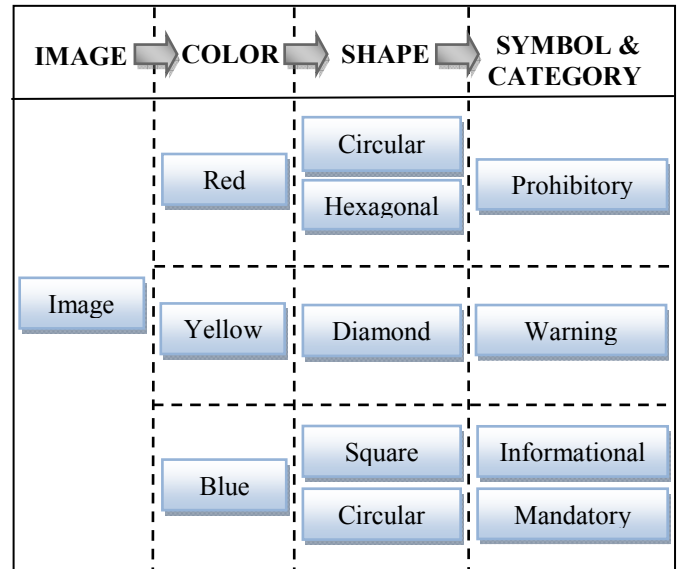 IMAGE COLOR SHAPE SYMBOL &
CATEGORY
Circular
Red
Hexagonal
Prohibitory
Image
Yellow
Diamond
Warning
Square
Informational
Blue
Circular
Mandatory